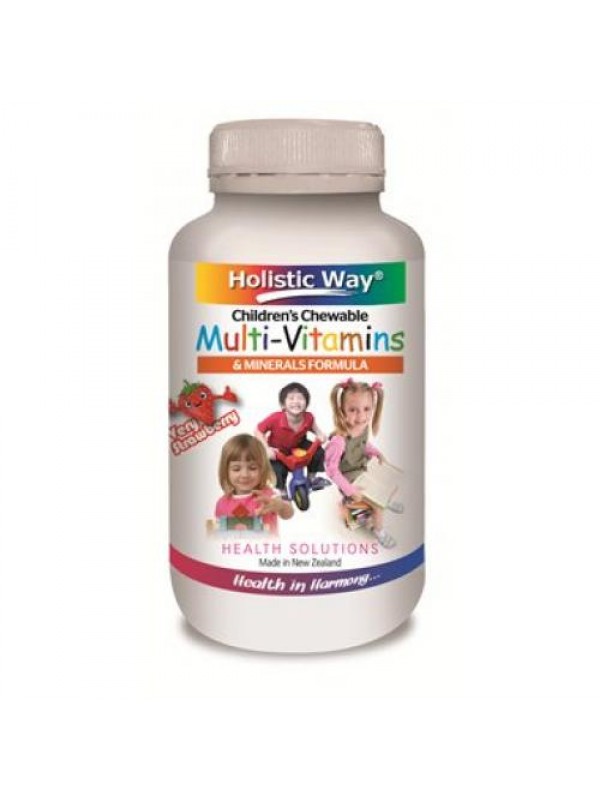 Holistic Way®
Children's Chewable
Multi-Vitamins
& MINERALS FORMULA
Very
Strawberry
HEALTH SOLUTIONS
Made in New Zealand
Health in Harmony...